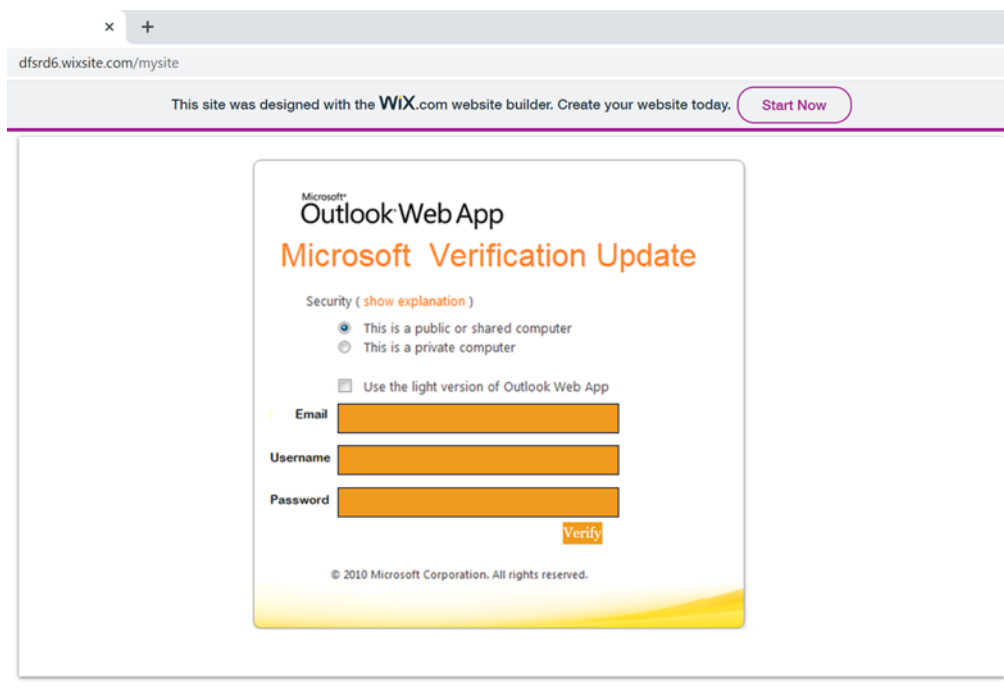 dfsrd6.wixsite.com/mysite
This site was designed with the WiX.com website builder. Create your website today. Start Now
Microsoft®
Outlook Web App
Microsoft Verification Update
Security ( show explanation )
This is a public or shared computer
This is a private computer
Use the light version of Outlook Web App
Email
Username
Password
Verify
© 2010 Microsoft Corporation. All rights reserved.